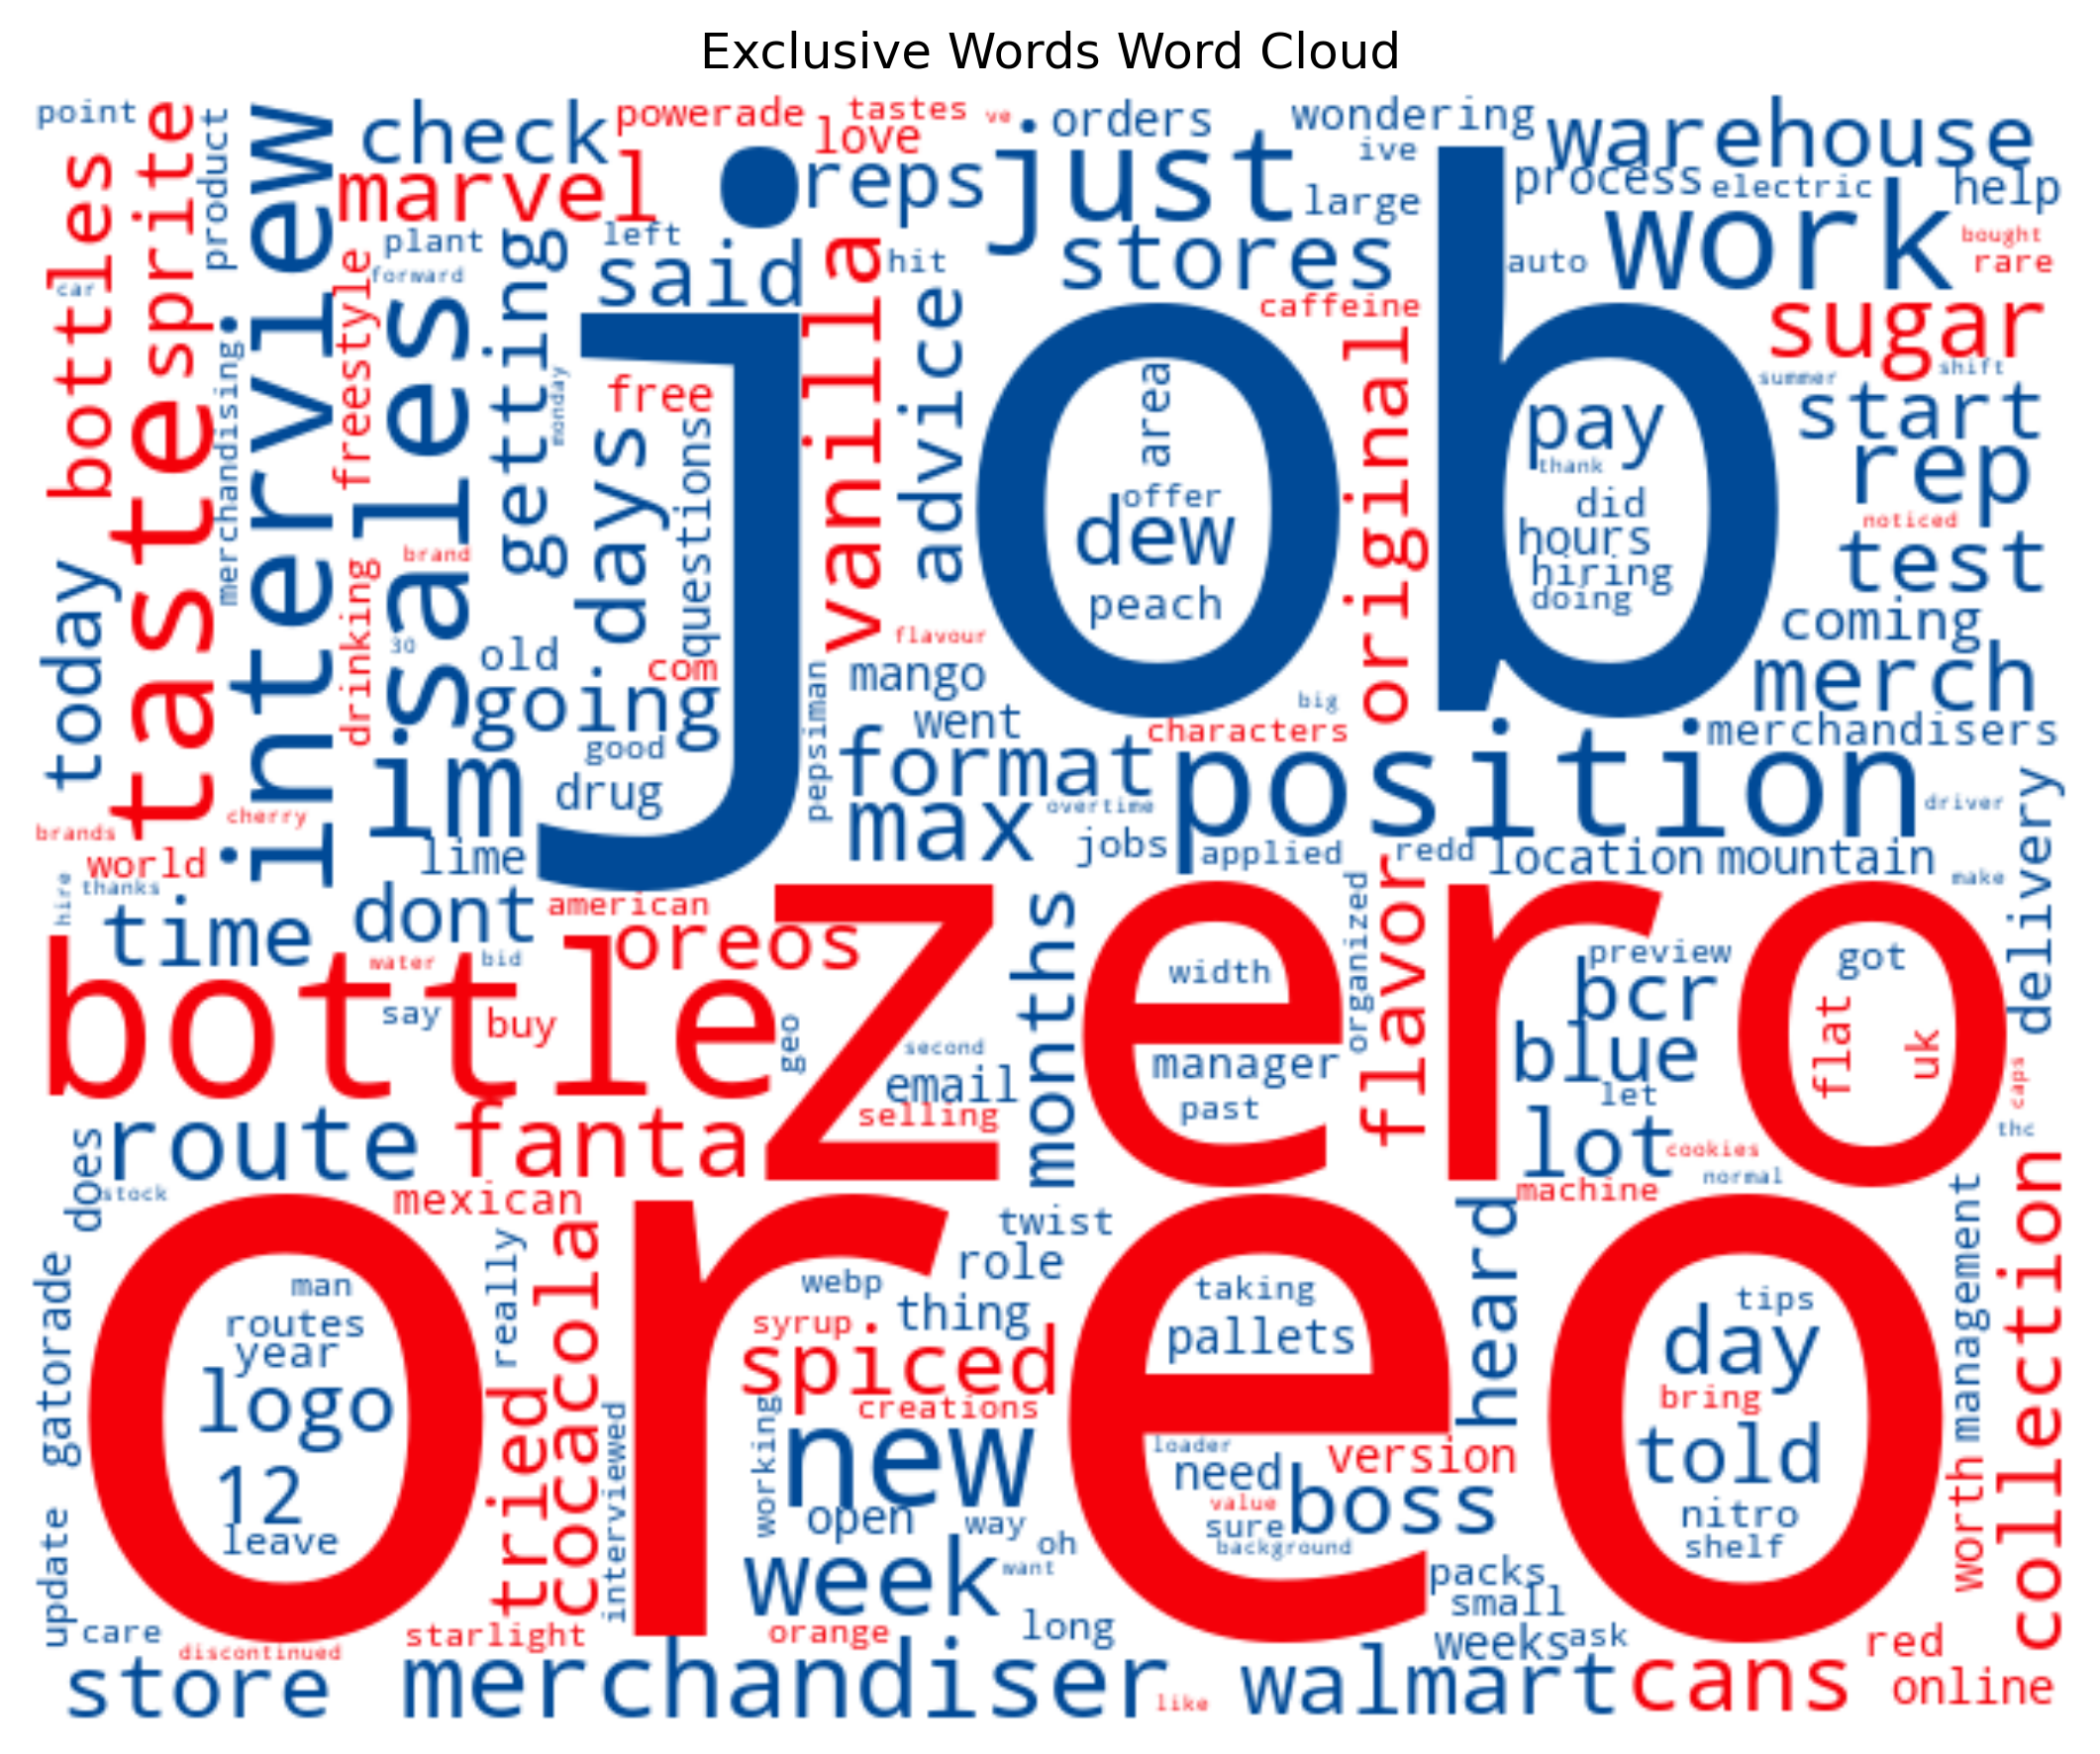 Exclusive Words Word Cloud
point
product
bottles
sprite
interview
check
powerade
tastes
ve
love
orders
wondering
warehouse
marvel
reps
just
ive
process
electric
help
large
work
plant
left
said
forward
getting
vanilla
hit
stores
auto
bought
rare
car
freestyle
sales
job
caffeine
sugar
taste
merchandising
monday
free
advice
area
original
summer
shift
days
questions
offer
dew
peach
pay
thank
did
hours
hiring
doing
start
rep
noticed
test
today
drinking
brand
30
old
com
going
good
drug
flavour
mango
went
big
coming
merch
characters
merchandisers
pepsiman
format
position
im
max
overtime
jobs
applied
redd
location
mountain
driver
delivery
brands
cherry
world
lime
make
hire
thanks
time
dont
american
oreos
zero
months
width
organized
flavor
preview
got
bcr
bottle
water
bid
say
buy
geo
second
email
selling
manager
past
blue
let
flat
uk
caps
lot
cookies
thc
normal
machine
does
route
fanta
stock
mexican
oreo
gatorade
really
cocacola
twist
role
webp
thing
heard
management
collection
man
routes
year
logo
12
leave
tried
interviewed
syrup
spiced
creations
working
new
open
way
oh
want
week
taking
pallets
loader
need
version
value
sure
boss
background
tips
day
bring
told
nitro
shelf
worth
update
care
discontinued
starlight
orange
long
packs
small
weeks
ask
red
store
merchandiser
like
walmart
cans
online